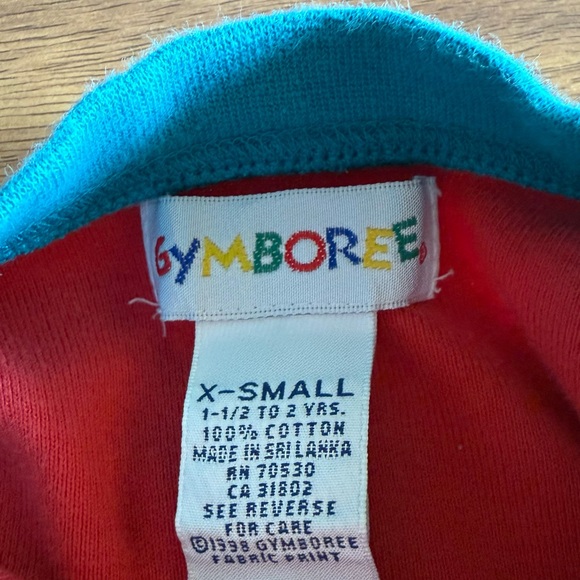 GYMBOREE®
X-SMALL
1-1/2 TO 2 YRS.
100% COTTON
MADE IN SRI LANKA
RN 70530
CA 31802
SEE REVERSE
FOR CARE
©1998 GYMBOREE
FABRIC PRINT